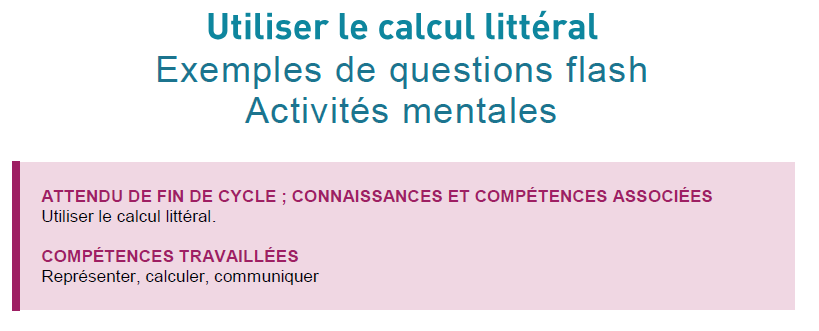 Utiliser le calcul littéral
Exemples de questions flash
Activités mentales
ATTENDU DE FIN DE CYCLE ; CONNAISSANCES ET COMPÉTENCES ASSOCIÉES
Utiliser le calcul littéral.
COMPÉTENCES TRAVAILLÉES
Représenter, calculer, communiquer